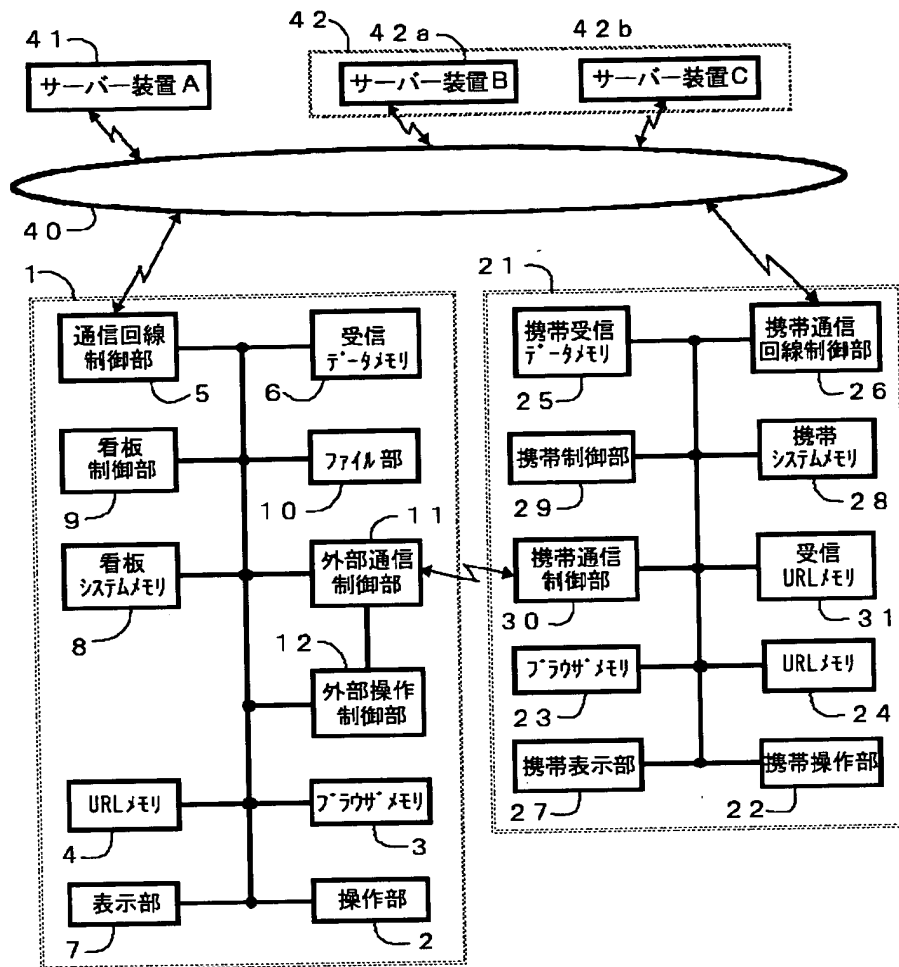 41
42
42a
42b
サーバー装置A
サーバー装置B
サーバー装置C
40
1
通信回線
制御部
5
受信
データメモリ
6
看板
制御部
9
ファイル部
10
11
看板
システムメモリ
8
外部通信
制御部
12
外部操作
制御部
URLメモリ
4
ブラウザメモリ
3
表示部
7
操作部
2
21
携帯受信
データメモリ
25
携帯通信
回線制御部
26
携帯制御部
29
携帯
システムメモリ
28
携帯通信
制御部
30
受信
URLメモリ
31
ブラウザメモリ
23
URLメモリ
24
携帯表示部
27
携帯操作部
22